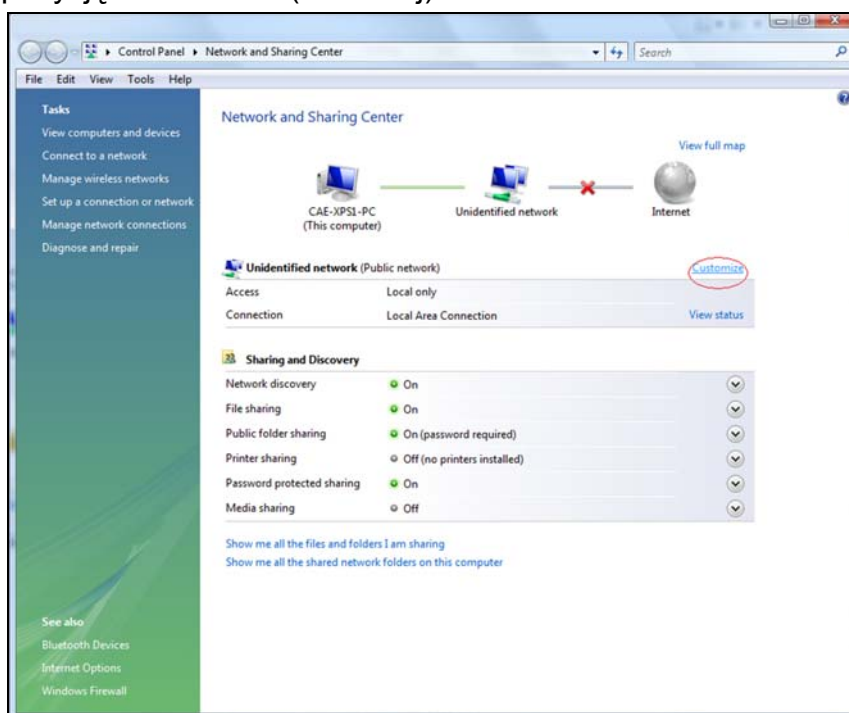 Control Panel ▸ Network and Sharing Center
Search
File Edit View Tools Help
Tasks
View computers and devices
Connect to a network
Manage wireless networks
Set up a connection or network
Manage network connections
Diagnose and repair
See also
Bluetooth Devices
Internet Options
Windows Firewall
Network and Sharing Center
View full map
CAE-XPS1-PC
(This computer)
Unidentified network
Internet
Unidentified network (Public network)
Customize
Access Local only
Connection Local Area Connection View status
Sharing and Discovery
Network discovery On
File sharing On
Public folder sharing On (password required)
Printer sharing Off (no printers installed)
Password protected sharing On
Media sharing Off
Show me all the files and folders I am sharing
Show me all the shared network folders on this computer